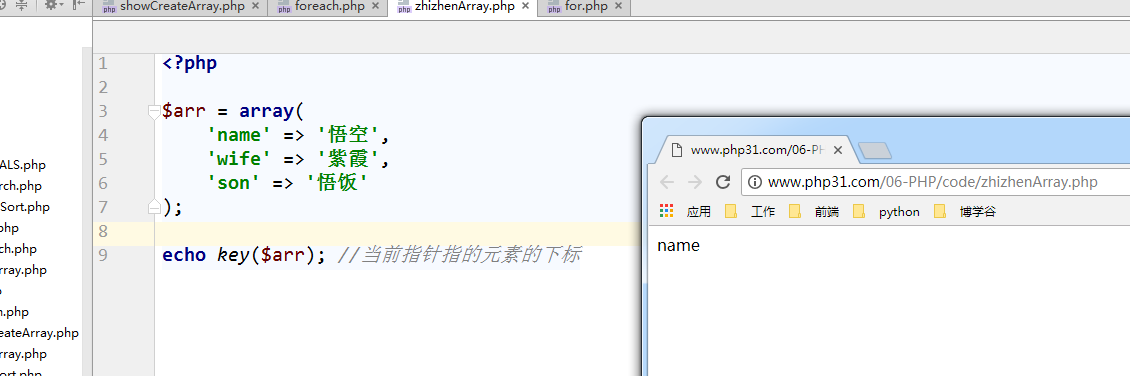 showCreateArray.php
foreach.php
zhizhenArray.php
for.php
1 <?php
2
3 $arr = array(
4 'name' => '悟空',
5 'wife' => '紫霞',
6 'son' => '悟饭'
7 );
8
9 echo key($arr); //当前指针指的元素的下标
ALS.php
rch.php
Sort.php
.php
ch.php
rray.php
h.php
eateArray.php
rray.php
ort.php
www.php31.com/06-PH
www.php31.com/06-PHP/code/zhizhenArray.php
应用 工作 前端 python 博学谷
name